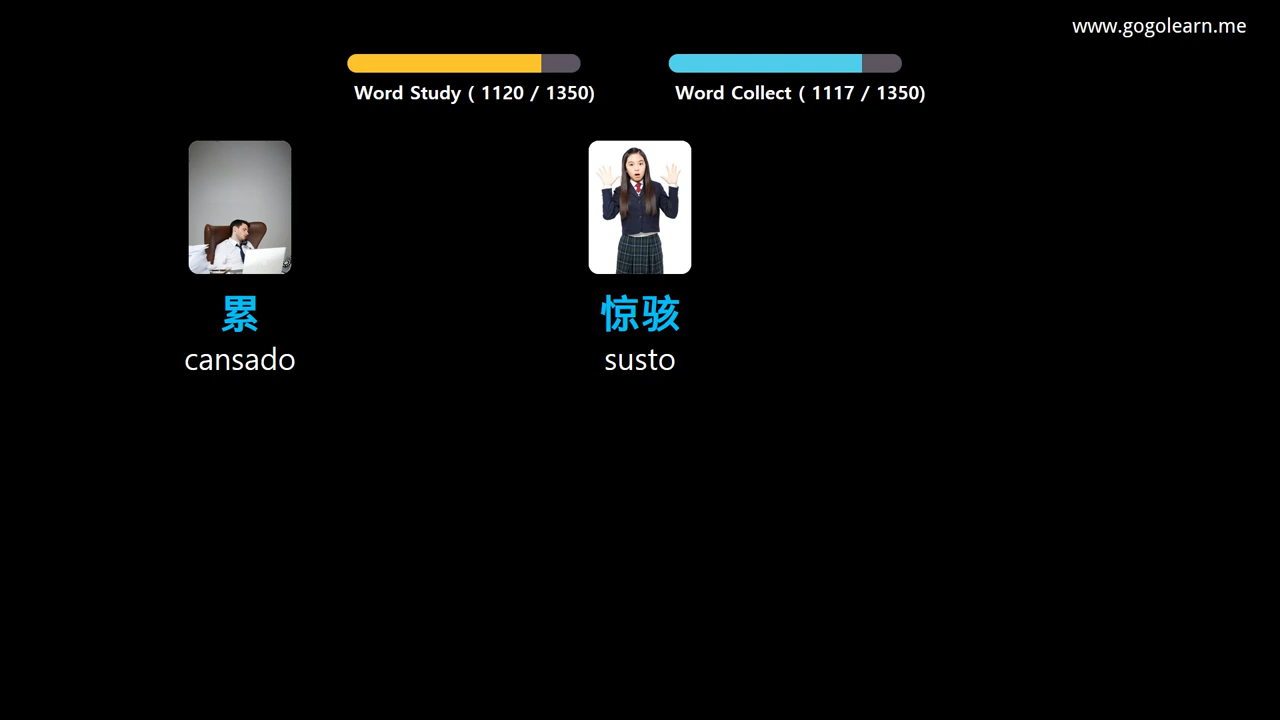 www.gogolearn.me
Word Study ( 1120 / 1350)
Word Collect ( 1117 / 1350)
累
cansado
惊骇
susto